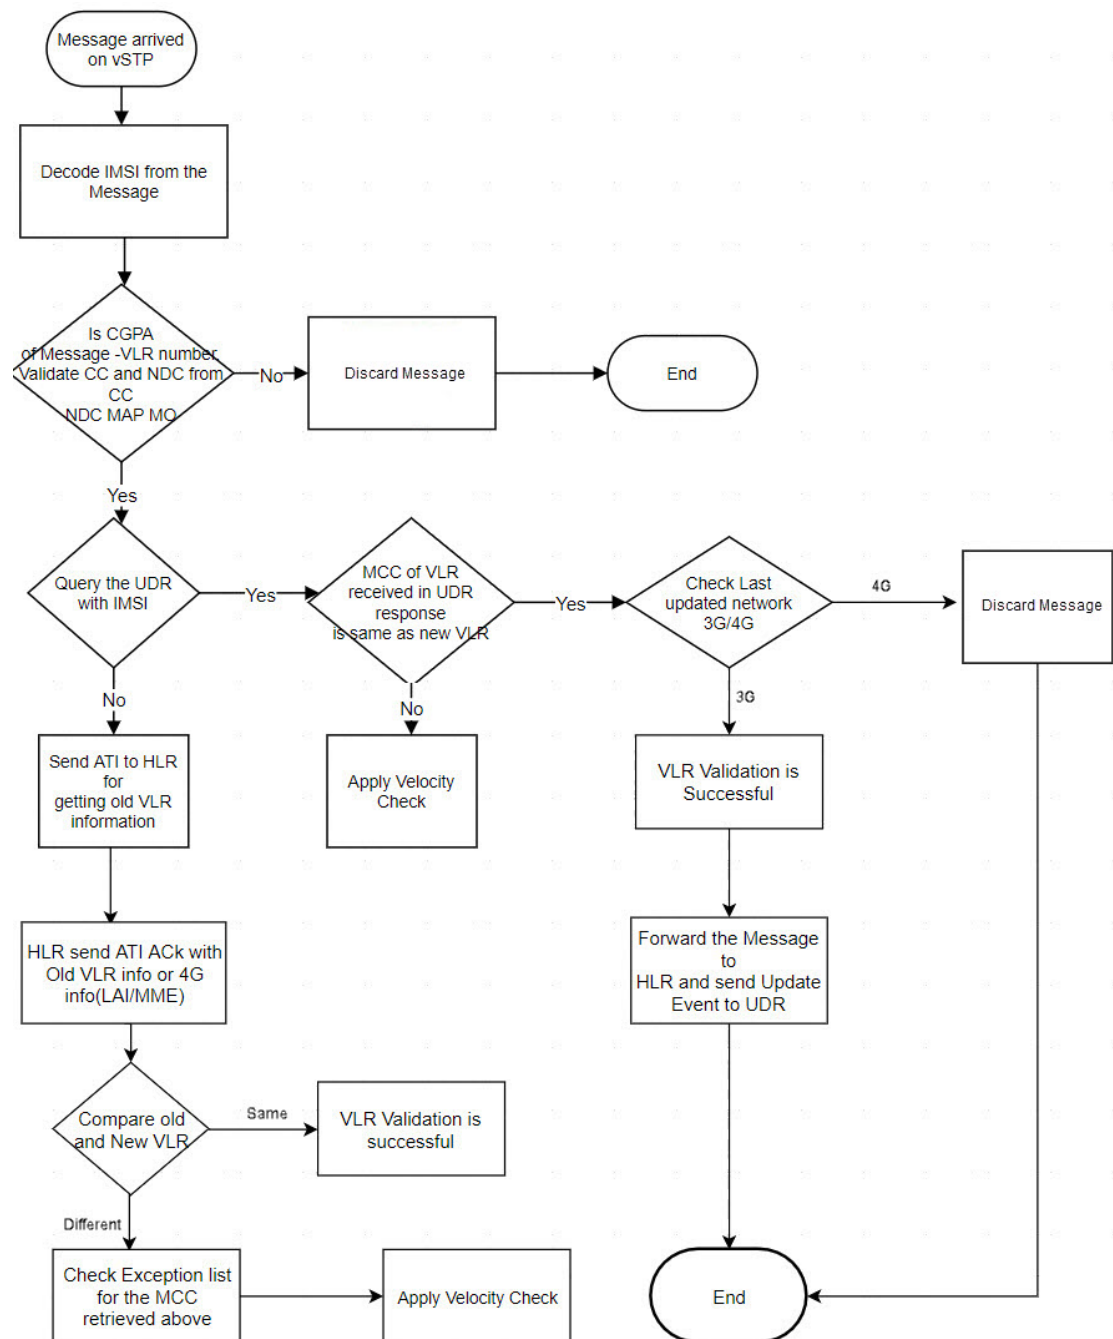 Message arrived
on vSTP
Decode IMSI from the
Message
Is CGPA
of Message -VLR number,
Validate CC and NDC from
CC
NDC MAP MO
No
Discard Message
End
Yes
Query the UDR
with IMSI
Yes
MCC of VLR
received in UDR
response
is same as new VLR
Yes
Check Last
updated network
3G/4G
4G
Discard Message
No
No
3G
Send ATI to HLR
for
getting old VLR
information
Apply Velocity
Check
VLR Validation is
Successful
HLR send ATI ACk with
Old VLR info or 4G
info(LAI/MME)
Forward the Message
to
HLR and send Update
Event to UDR
Compare old
and New VLR
Same
VLR Validation is
successful
Different
Check Exception list
for the MCC
retrieved above
Apply Velocity Check
End